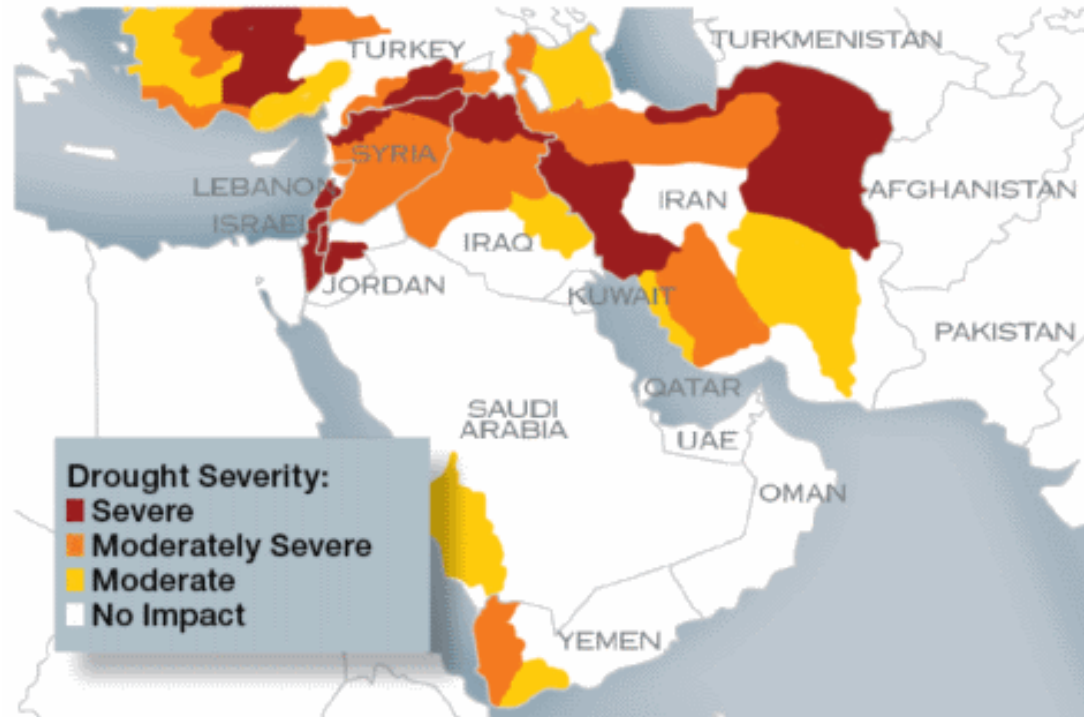 TURKEY
TURKMENISTAN
SYRIA
LEBANON
IRAN
AFGHANISTAN
ISRAEL
IRAQ
JORDAN
KUWAIT
PAKISTAN
QATAR
SAUDI
ARABIA
UAE
OMAN
Drought Severity:
Severe
Moderately Severe
Moderate
No Impact
YEMEN